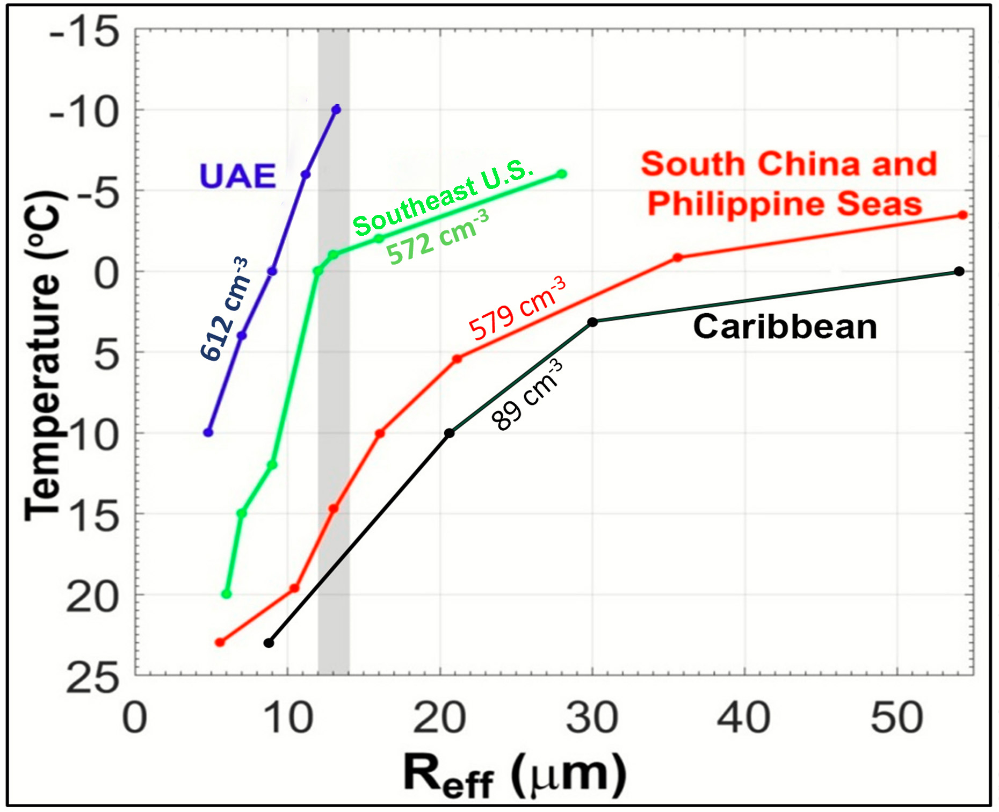 -15
-10
-5
0
5
10
15
20
25
Temperature (ºC)
UAE
612 cm⁻³
Southeast U.S.
572 cm⁻³
South China and
Philippine Seas
579 cm⁻³
Caribbean
89 cm⁻³
0 10 20 30 40 50
Reff (μm)